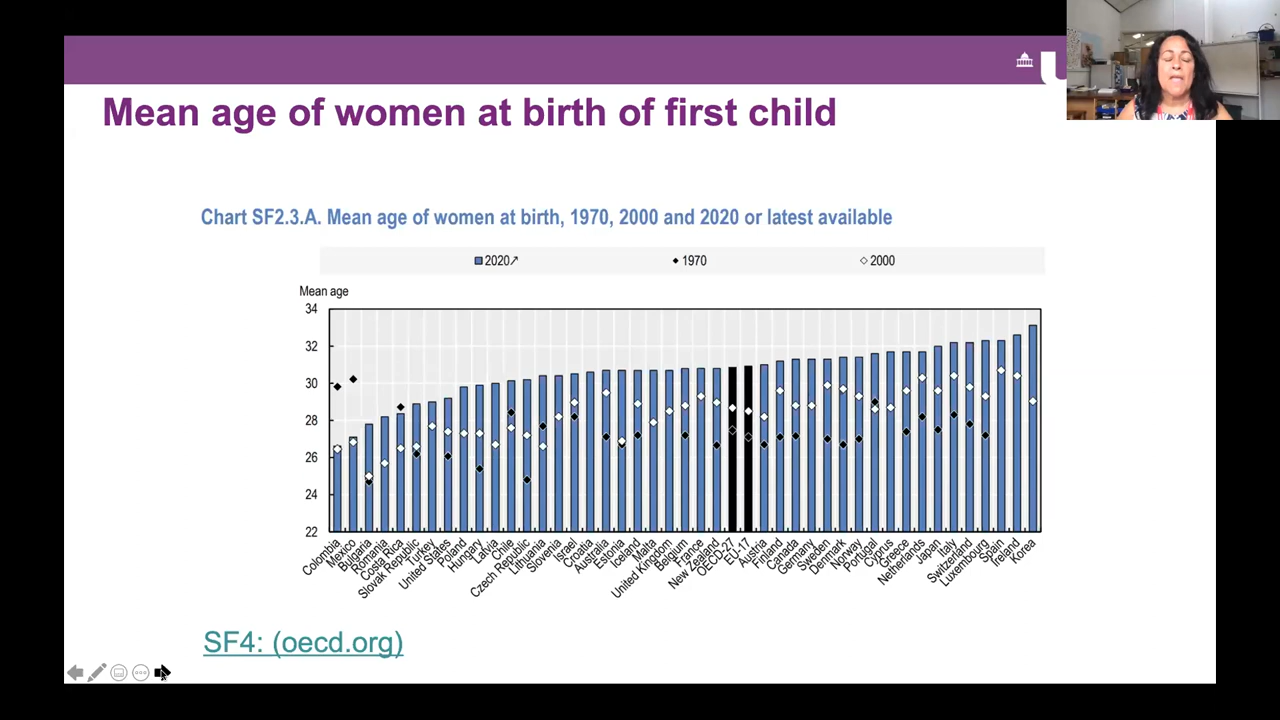 Mean age of women at birth of first child
Chart SF2.3.A. Mean age of women at birth, 1970, 2000 and 2020 or latest available
2020↗ 1970 2000
Mean age
34
32
30
28
26
24
22
Colombia
Mexico
Bulgaria
Romania
Costa Rica
Slovak Republic
Turkey
United States
Poland
Hungary
Latvia
Chile
Czech Republic
Lithuania
Slovenia
Israel
Croatia
Australia
Estonia
Iceland
Malta
United Kingdom
Belgium
France
New Zealand
OECD-27
EU-17
Austria
Finland
Canada
Germany
Sweden
Denmark
Norway
Portugal
Cyprus
Greece
Netherlands
Japan
Italy
Switzerland
Luxembourg
Spain
Ireland
Korea
SF4: (oecd.org)